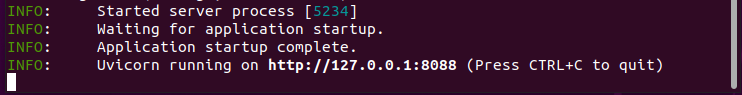 INFO:     Started server process [5234]
INFO:     Waiting for application startup.
INFO:     Application startup complete.
INFO:     Uvicorn running on http://127.0.0.1:8088 (Press CTRL+C to quit)